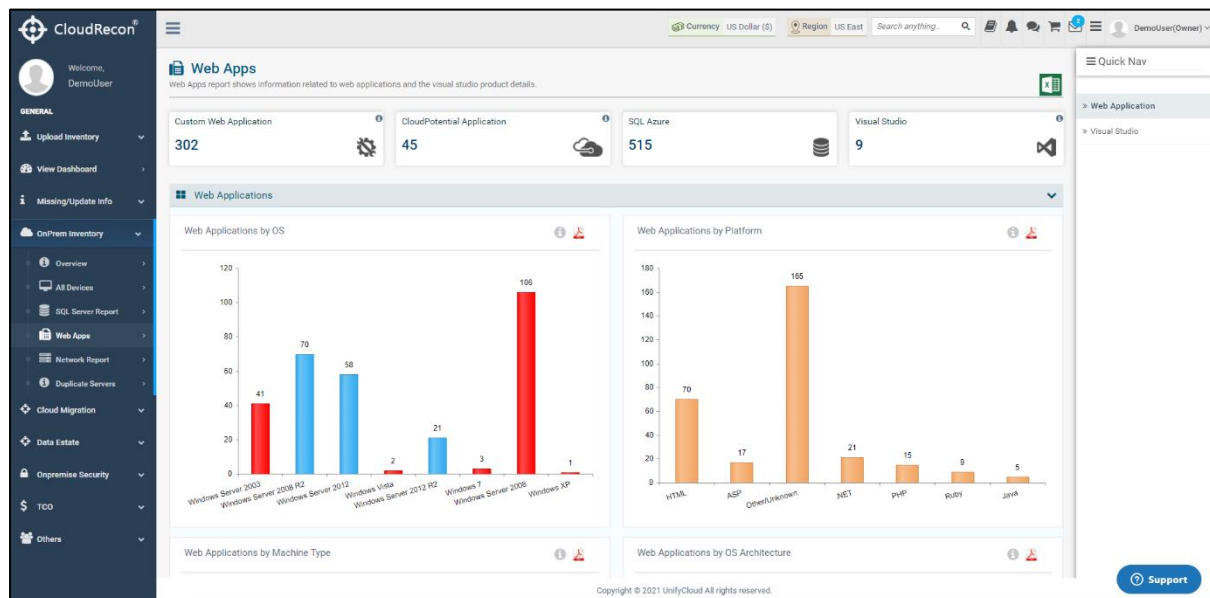 CloudRecon®
Currency US Dollar ($) Region US East Search anything.. DemoUser(Owner)
Welcome,
DemoUser
GENERAL
Upload Inventory
View Dashboard
Missing/Update Info
OnPrem Inventory
Overview
All Devices
SQL Server Report
Web Apps
Network Report
Duplicate Servers
Cloud Migration
Data Estate
Onpremise Security
TCO
Others
Web Apps
Web Apps report shows information related to web applications and the visual studio product details.
Custom Web Application
302
CloudPotential Application
45
SQL Azure
515
Visual Studio
9
Web Applications
Web Applications by OS
120
100
80
60
40
20
0
41
70
58
2
21
3
106
1
Windows Server 2003
Windows Server 2008 R2
Windows Server 2012
Windows Vista
Windows Server 2012 R2
Windows 7
Windows Server 2008
Windows XP
Web Applications by Platform
180
160
140
120
100
80
60
40
20
0
70
17
165
21
15
9
5
HTML
ASP
Other/Unknown
.NET
PHP
Ruby
Java
Web Applications by Machine Type
Web Applications by OS Architecture
Quick Nav
» Web Application
» Visual Studio
Copyright © 2021 UnifyCloud All rights reserved.
Support